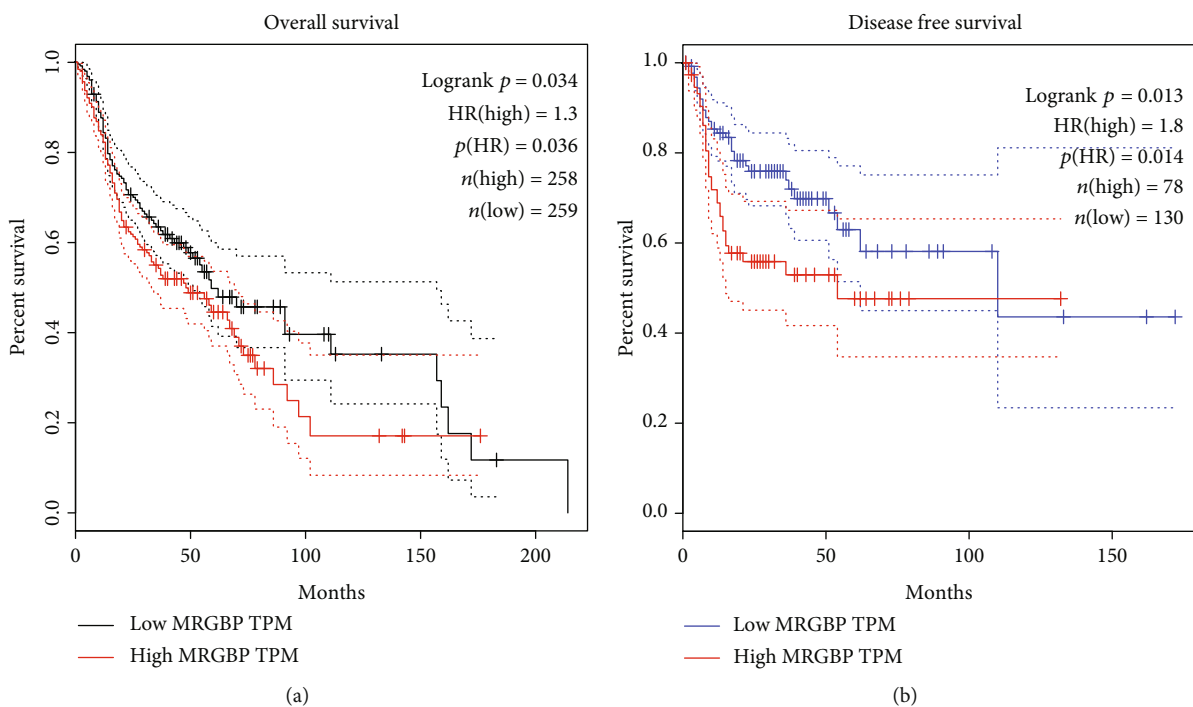 Overall survival
Logrank p = 0.034
HR(high) = 1.3
p(HR) = 0.036
n(high) = 258
n(low) = 259
1.0
0.8
0.6
0.4
0.2
0.0
Percent survival
0 50 100 150 200
Months
Low MRGBP TPM
High MRGBP TPM
(a)
Disease free survival
Logrank p = 0.013
HR(high) = 1.8
p(HR) = 0.014
n(high) = 78
n(low) = 130
1.0
0.8
0.6
0.4
0.2
0.0
Percent survival
0 50 100 150
Months
Low MRGBP TPM
High MRGBP TPM
(b)